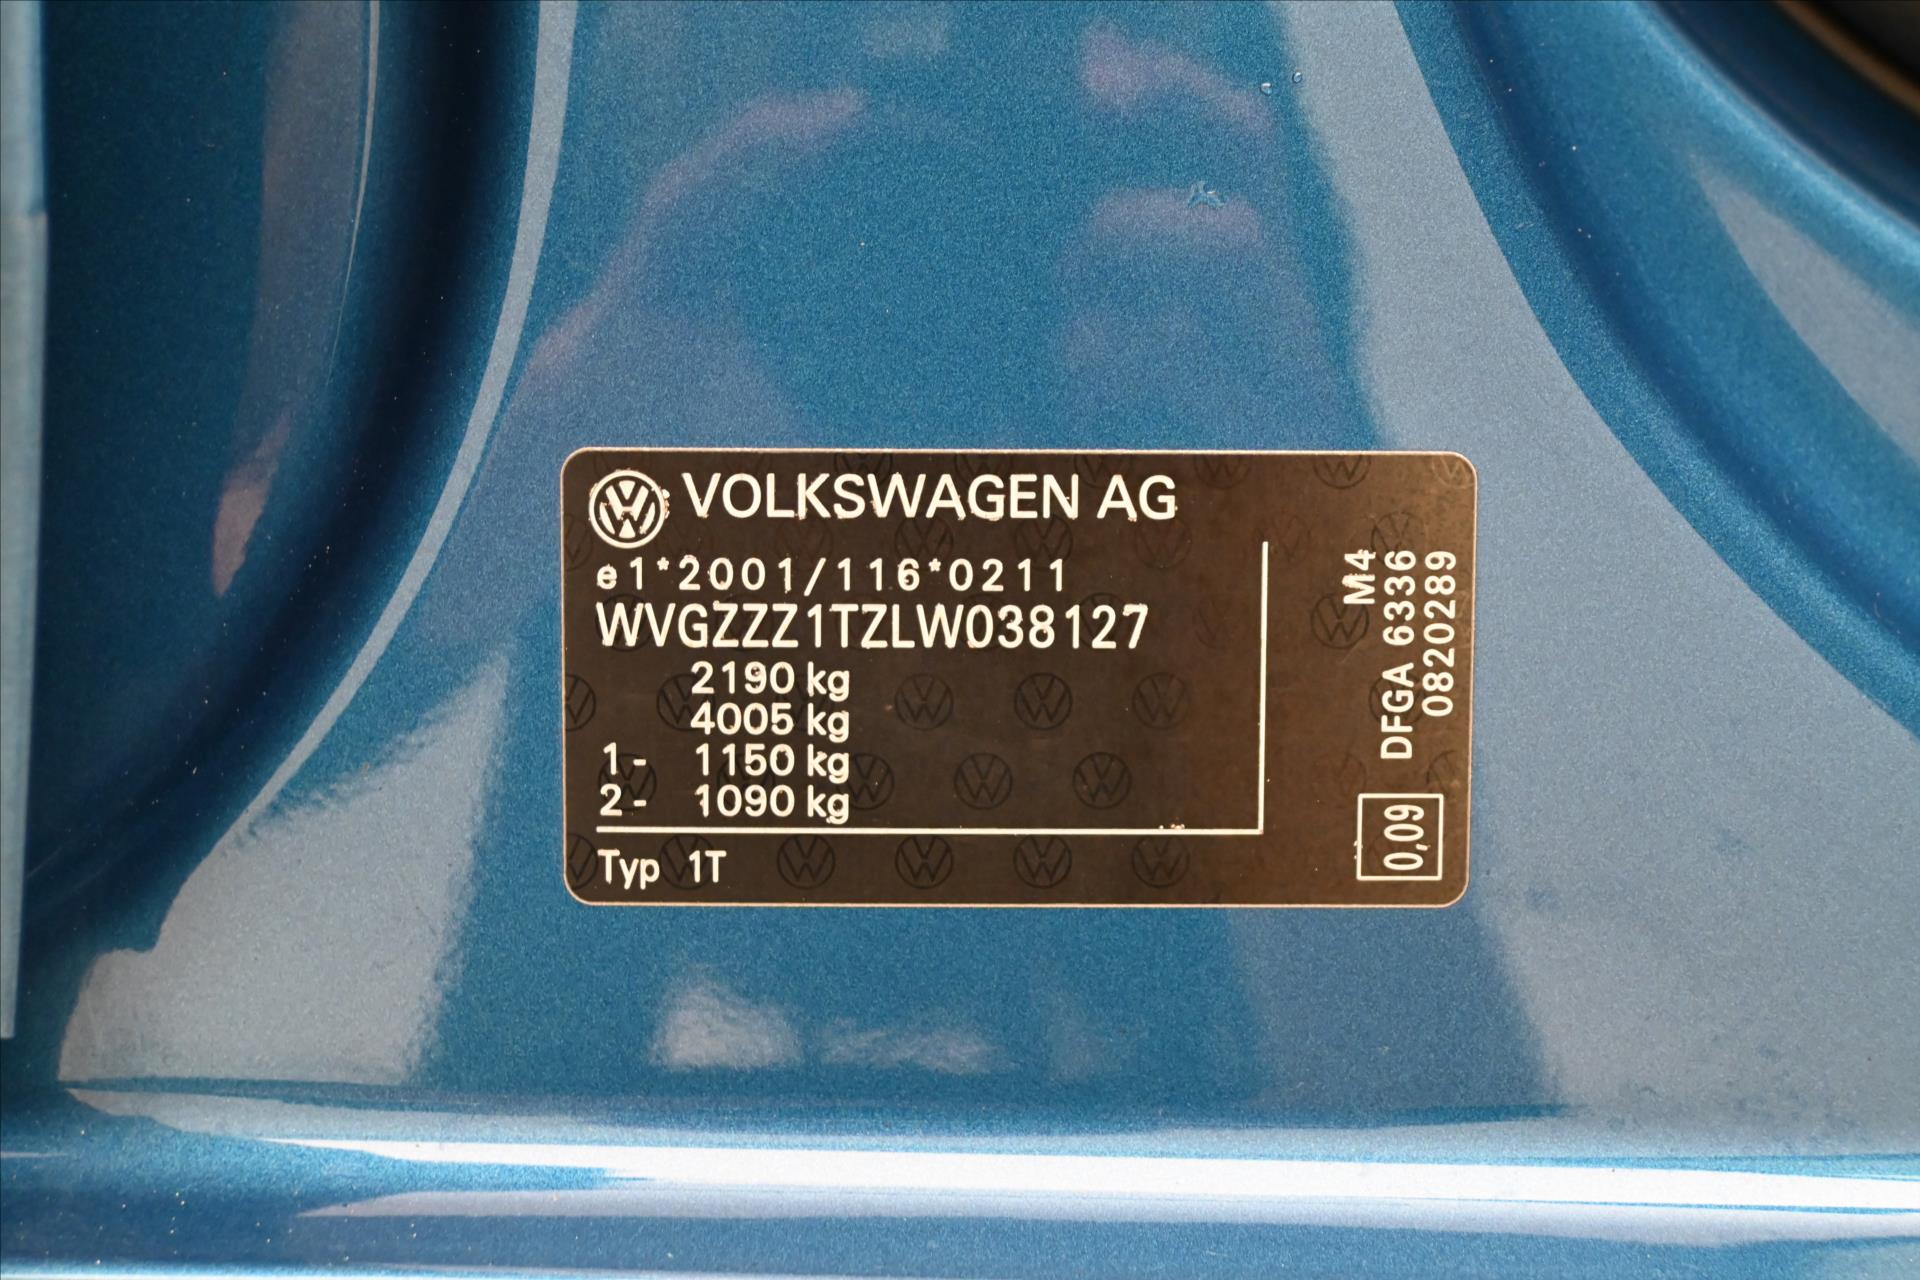 VOLKSWAGEN AG
e1*2001/116*0211
WVGZZZ1TZLW038127
2190 kg
4005 kg
1- 1150 kg
2- 1090 kg
Typ 1T
M4
DFGA 6336
0820289
0,09